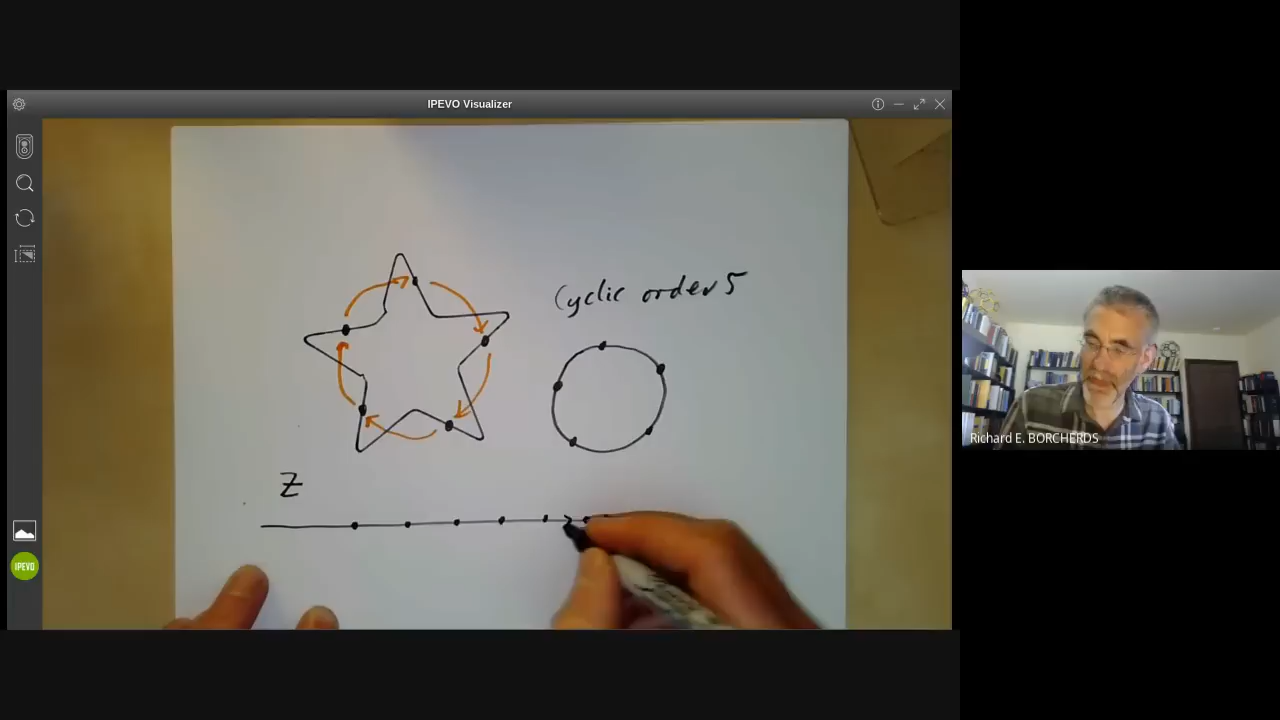 IPEVO Visualizer
Cyclic order 5
Richard E. BORCHERDS
Z
IPEVO